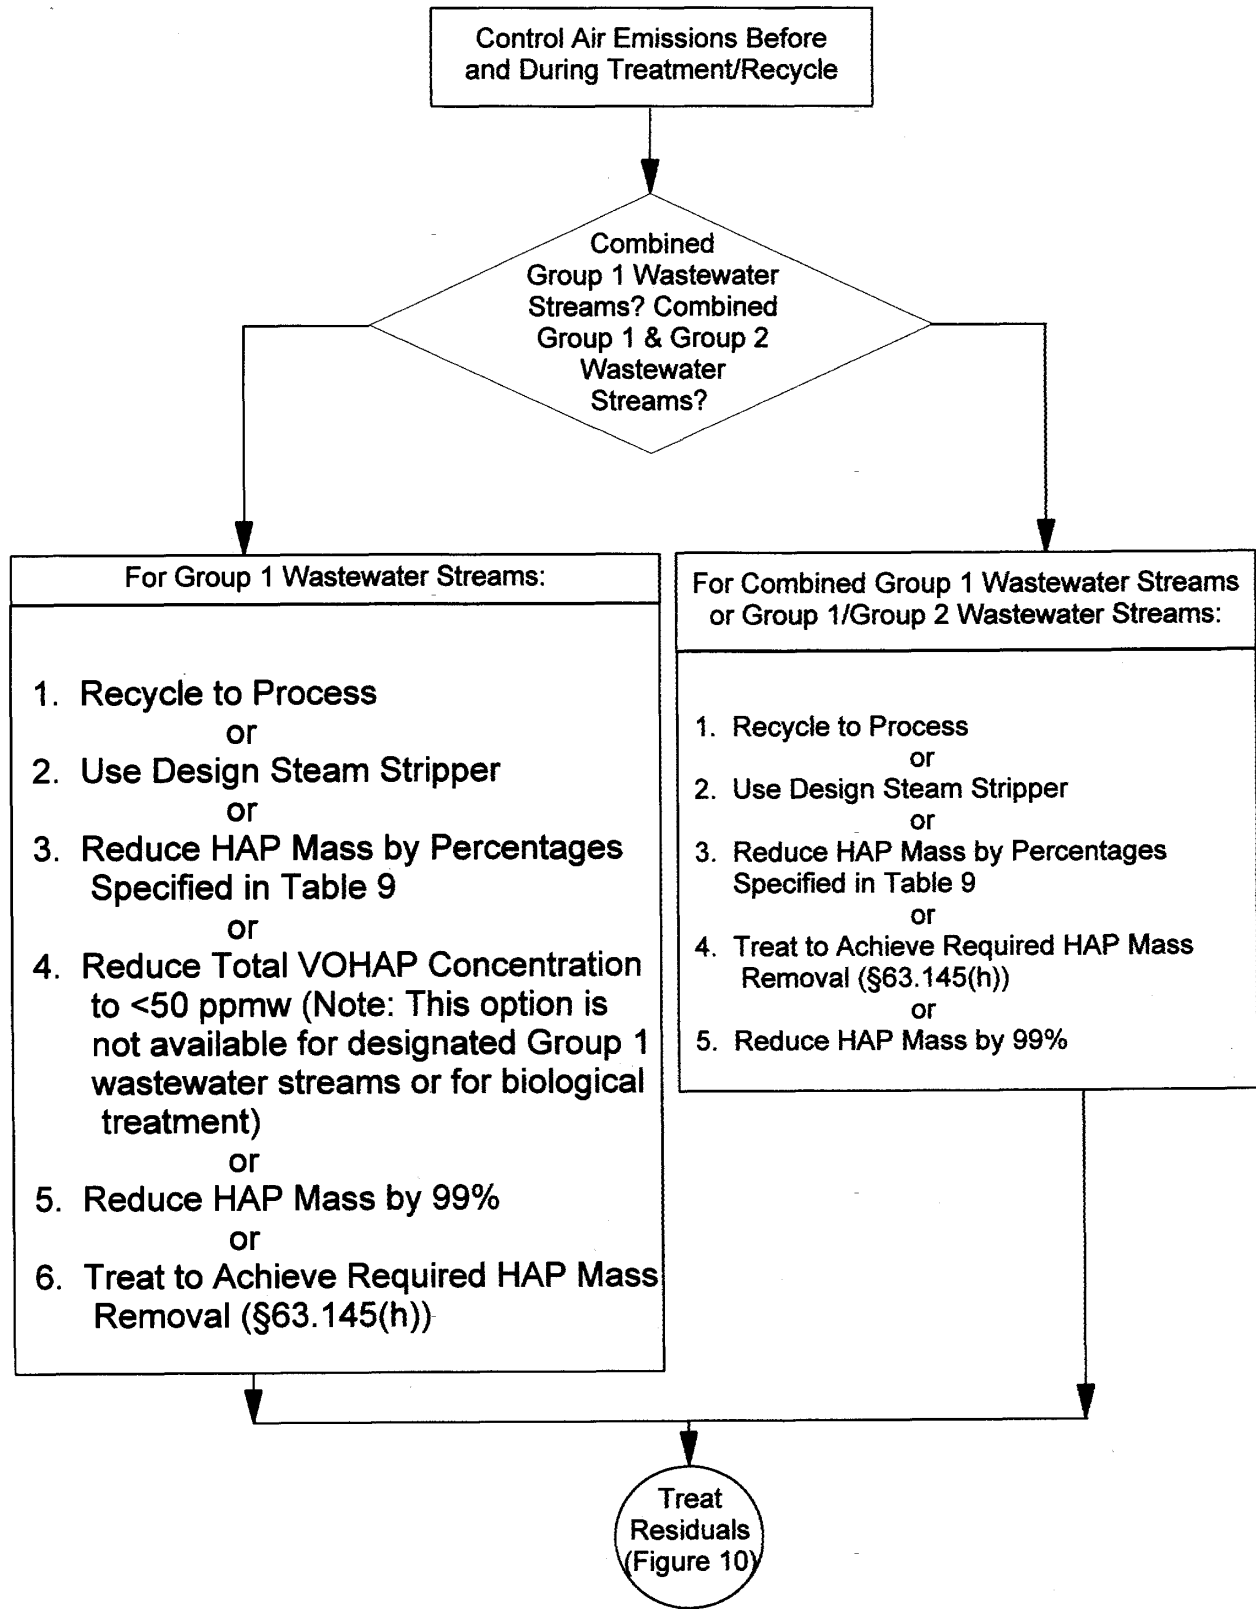 Control Air Emissions Before
and During Treatment/Recycle
Combined
Group 1 Wastewater
Streams? Combined
Group 1 & Group 2
Wastewater
Streams?
For Group 1 Wastewater Streams:
1. Recycle to Process
or
2. Use Design Steam Stripper
or
3. Reduce HAP Mass by Percentages
Specified in Table 9
or
4. Reduce Total VOHAP Concentration
to <50 ppmw (Note: This option is
not available for designated Group 1
wastewater streams or for biological
treatment)
or
5. Reduce HAP Mass by 99%
or
6. Treat to Achieve Required HAP Mass
Removal (§63.145(h))
For Combined Group 1 Wastewater Streams
or Group 1/Group 2 Wastewater Streams:
1. Recycle to Process
or
2. Use Design Steam Stripper
or
3. Reduce HAP Mass by Percentages
Specified in Table 9
or
4. Treat to Achieve Required HAP Mass
Removal (§63.145(h))
or
5. Reduce HAP Mass by 99%
Treat
Residuals
(Figure 10)